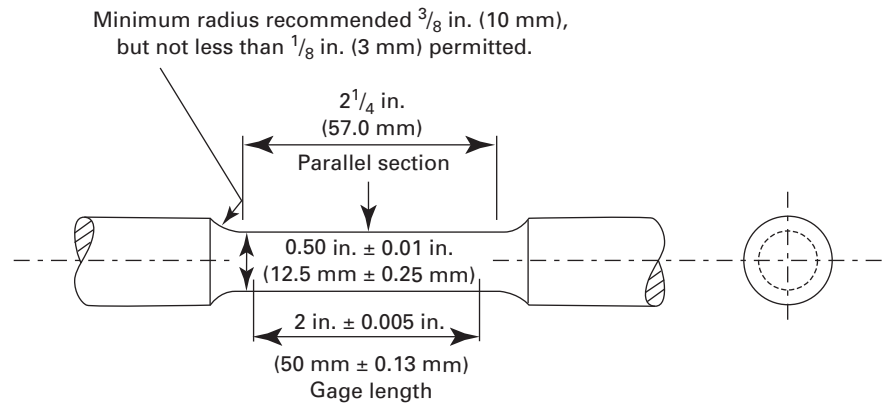 Minimum radius recommended 3/8 in. (10 mm),
but not less than 1/8 in. (3 mm) permitted.
2 1/4 in.
(57.0 mm)
Parallel section
0.50 in. ± 0.01 in.
(12.5 mm ± 0.25 mm)
2 in. ± 0.005 in.
(50 mm ± 0.13 mm)
Gage length